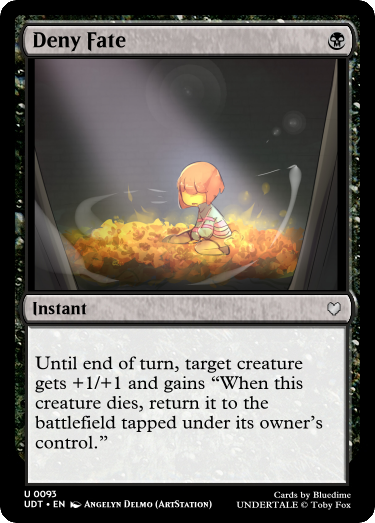 Deny Fate
Instant
Until end of turn, target creature
gets +1/+1 and gains “When this
creature dies, return it to the
battlefield tapped under its owner’s
control.”
U 0093
Cards by Bluedime
UDT • EN Angelyn Delmo (ArtStation)
UNDERTALE © Toby Fox